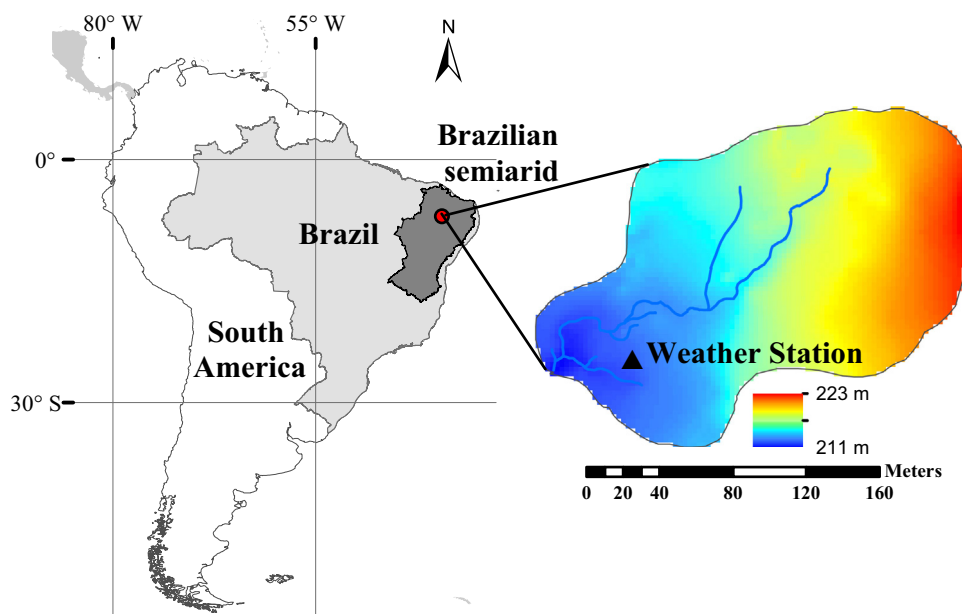 80° W
55° W
N
Brazilian
semiarid
0°
Brazil
South
America
Weather Station
30° S
223 m
211 m
Meters
0 20 40 80 120 160